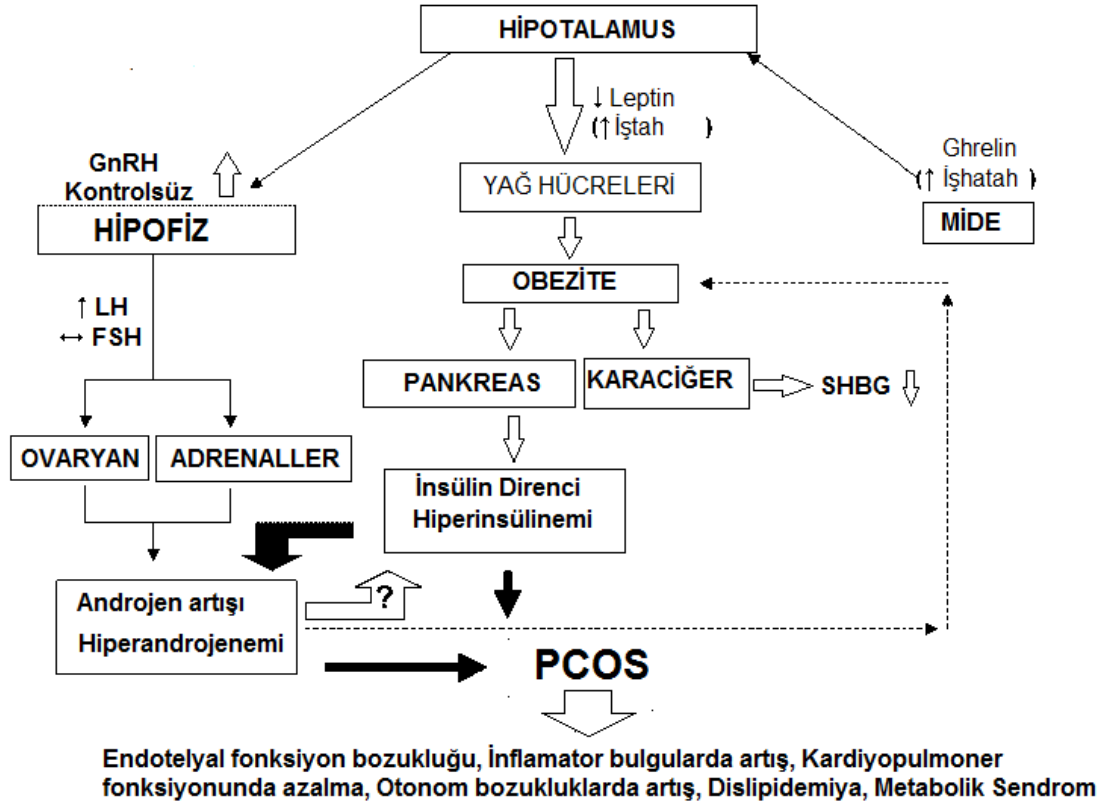 HİPOTALAMUS
↓ Leptin
(↑ İştah )
GnRH
Kontrolsüz
HİPOFİZ
YAĞ HÜCRELERİ
Ghrelin
(↑ İşhatah )
MİDE
OBEZİTE
↑ LH
↔ FSH
PANKREAS
KARACİĞER
SHBG
OVARYAN
ADRENALLER
İnsülin Direnci
Hiperinsülinemi
?
Androjen artışı
Hiperandrojenemi
PCOS
Endotelyal fonksiyon bozukluğu, İnflamator bulgularda artış, Kardiyopulmoner
fonksiyonunda azalma, Otonom bozukluklarda artış, Dislipidemiya, Metabolik Sendrom